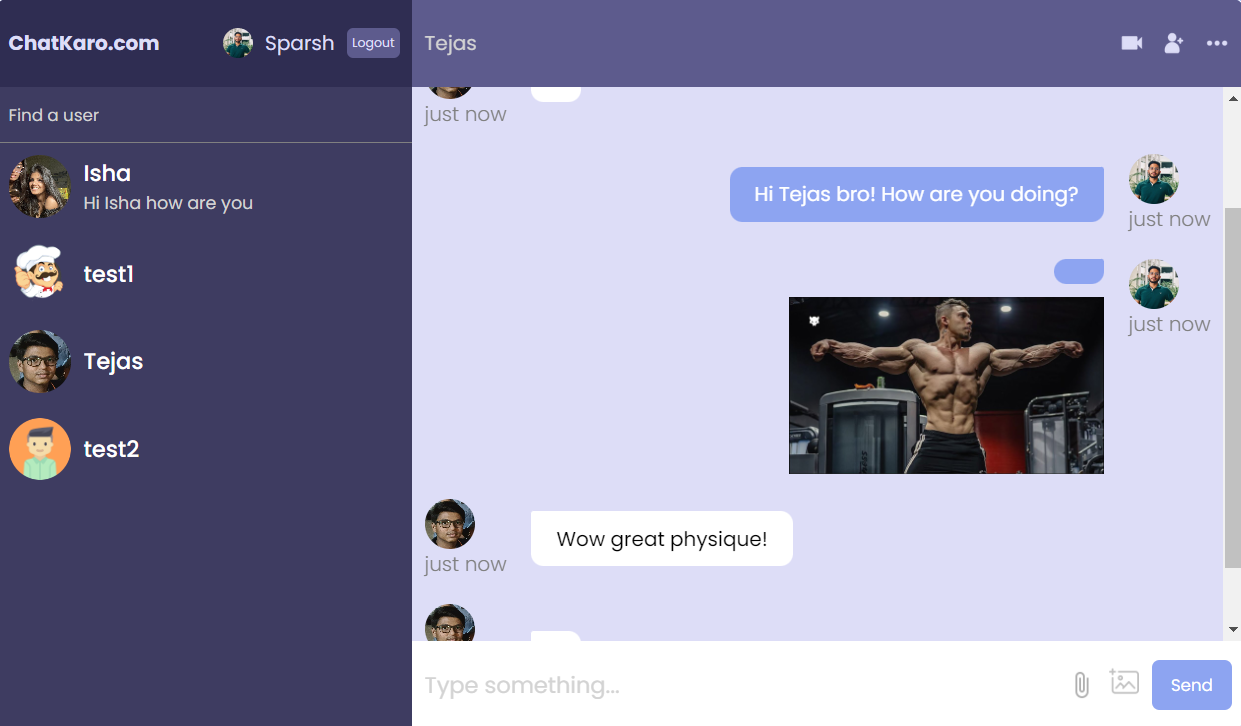 ChatKaro.com
Sparsh
Logout
Tejas
Find a user
Isha
Hi Isha how are you
test1
Tejas
test2
just now
Hi Tejas bro! How are you doing?
just now
just now
Wow great physique!
just now
Type something...
Send